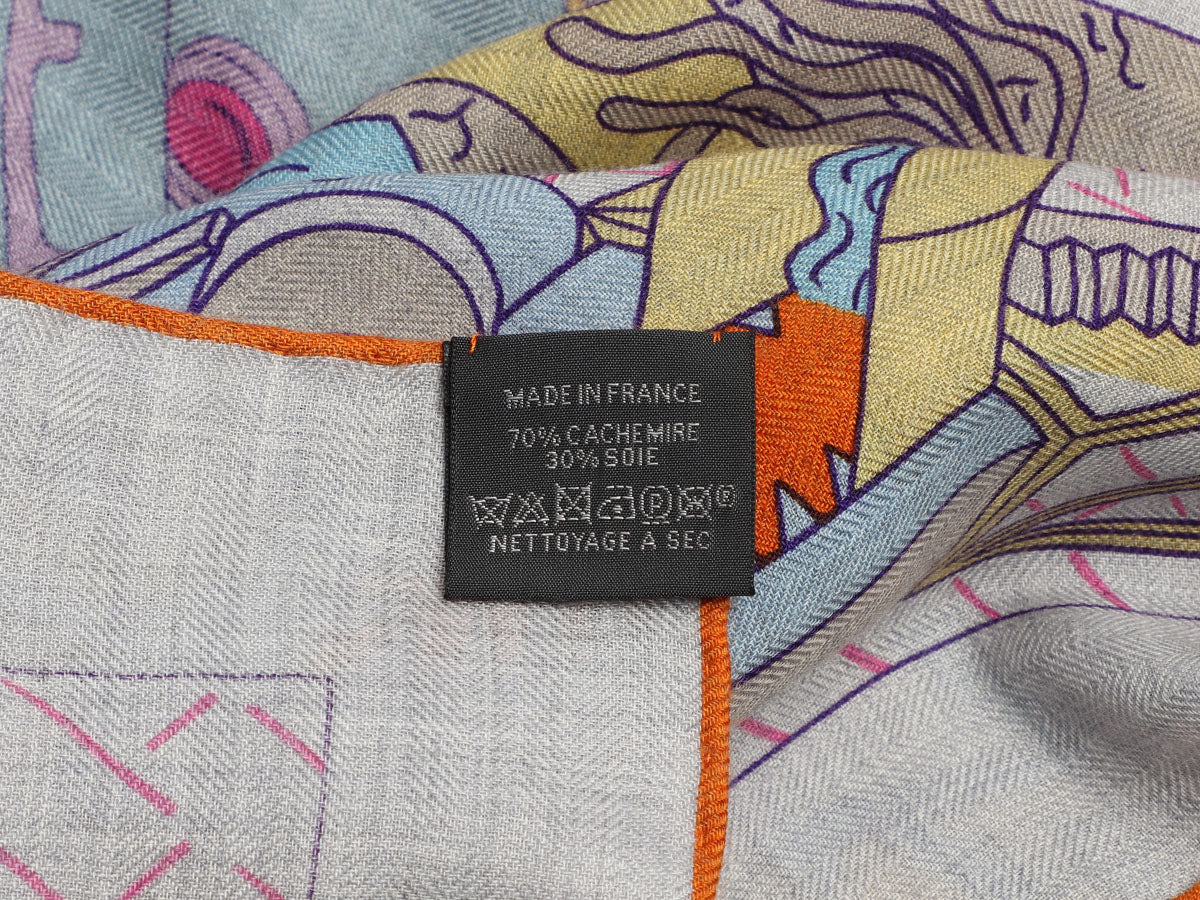 MADE IN FRANCE
70% CACHEMIRE
30% SOIE
P P
NETTOYAGE A SEC